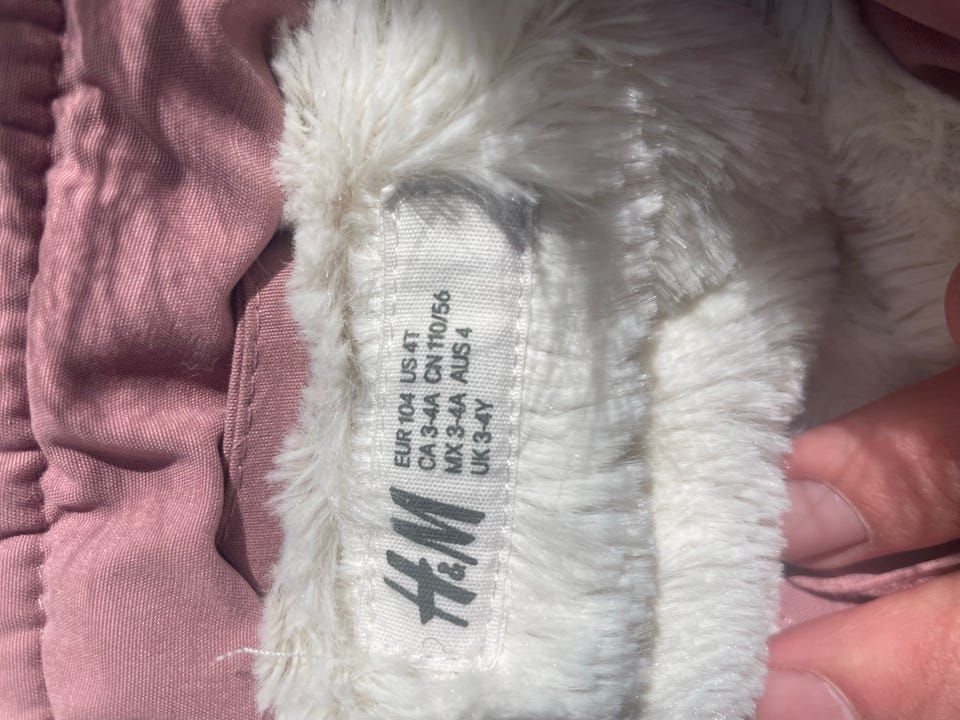 H&M
EUR 104 US 4T
CA 3-4A CN 110/56
MX 3-4A AUS 4
UK 3-4Y